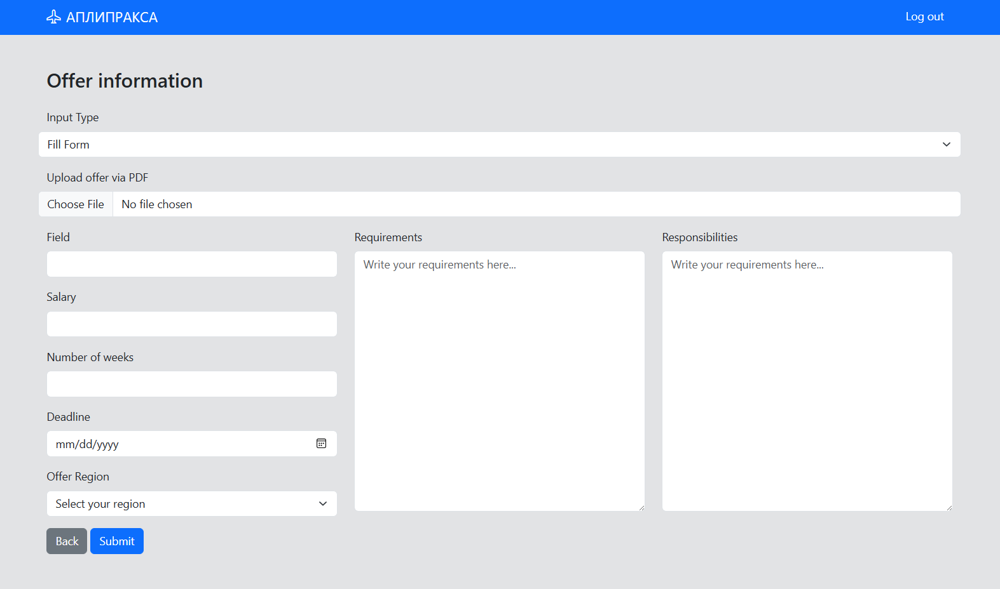 АПЛИПРАКСА
Log out
Offer information
Input Type
Fill Form
Upload offer via PDF
Choose File No file chosen
Field
Salary
Number of weeks
Deadline
mm/dd/yyyy
Offer Region
Select your region
Requirements
Write your requirements here...
Responsibilities
Write your requirements here...
Back Submit